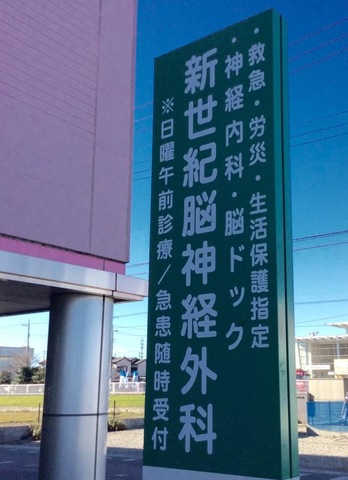 ・救急・労災・生活保護指定
・神経内科・脳ドック
新世紀脳神経外科
※日曜午前診療/急患随時受付